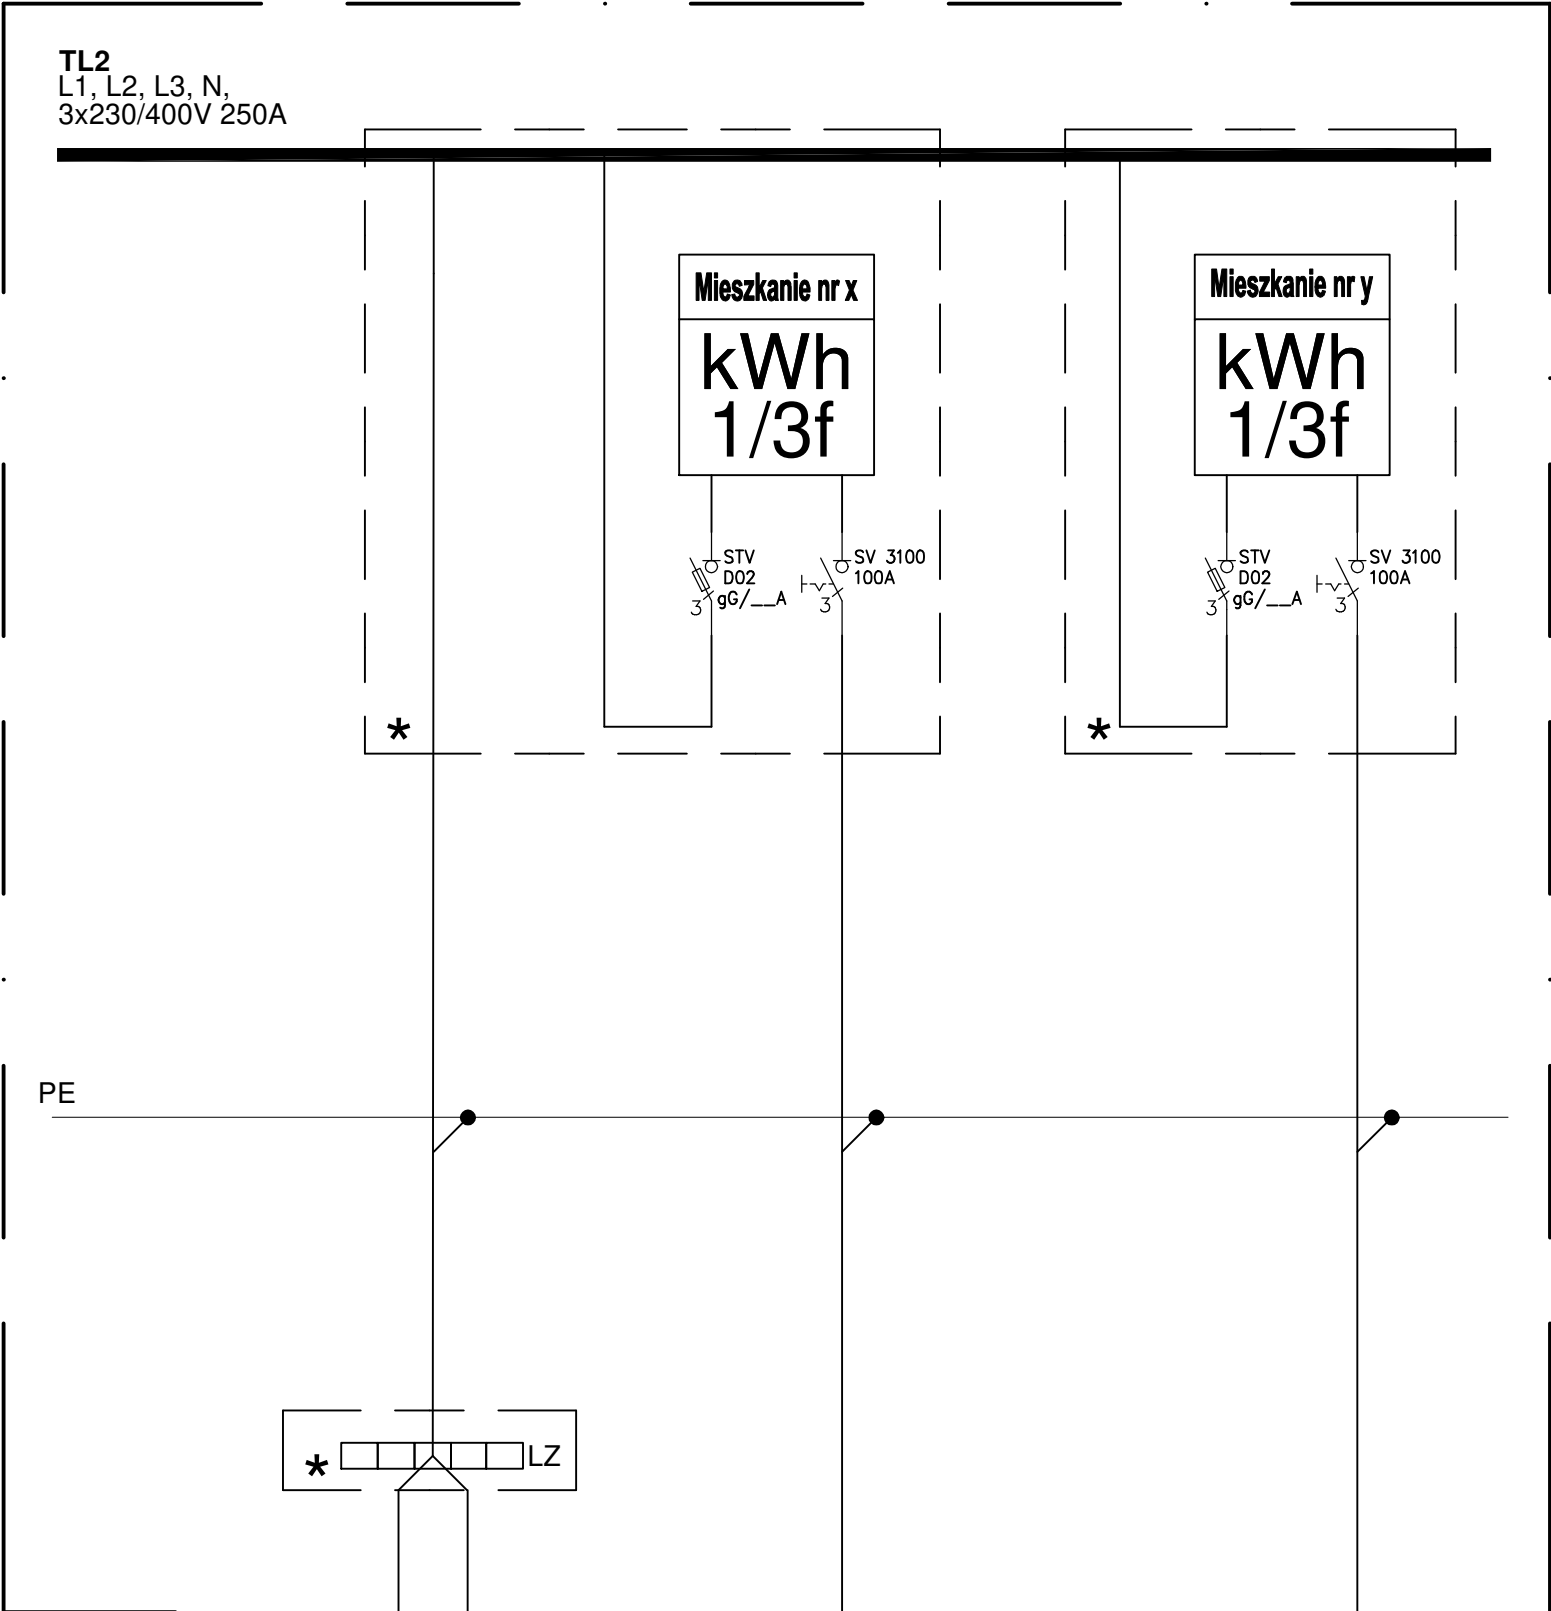 TL2
L1, L2, L3, N,
3x230/400V 250A
Mieszkanie nr x
kWh
1/3f
STV
D02
gG/__A
3
SV 3100
100A
3
*
Mieszkanie nr y
kWh
1/3f
STV
D02
gG/__A
3
SV 3100
100A
3
*
PE
*
LZ